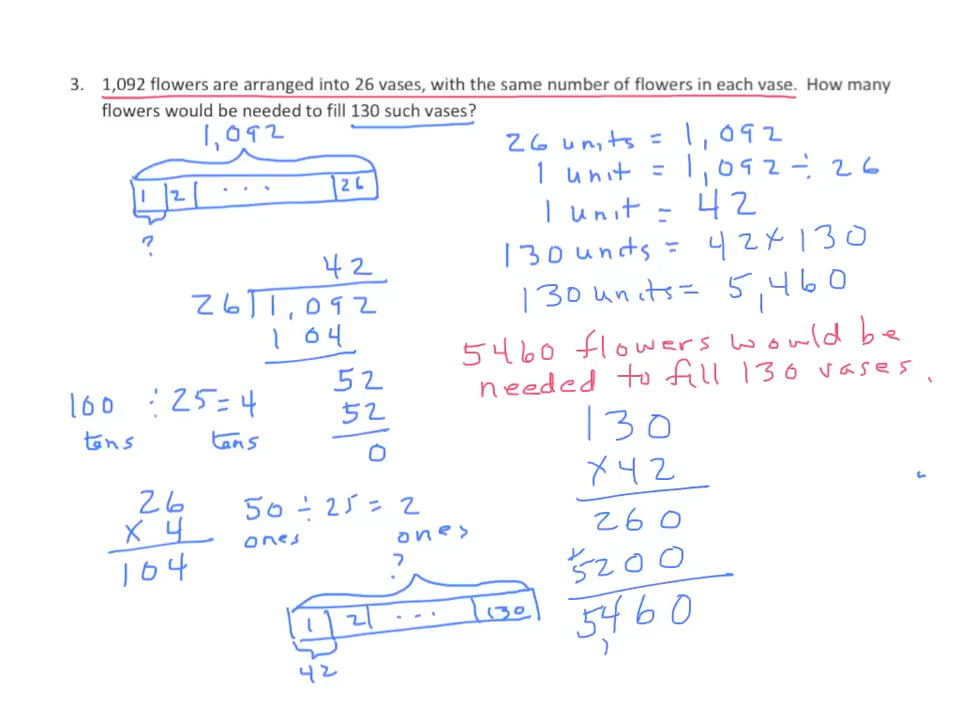 3. 1,092 flowers are arranged into 26 vases, with the same number of flowers in each vase. How many
flowers would be needed to fill 130 such vases?
1,092
1 2 ... 26
?
42
26 1,092
1 04
52
52
0
100 ÷ 25 = 4
tens tens
26
x 4
104
50 ÷ 25 = 2
ones ones
?
1 2 ... 130
42
26 units = 1,092
1 unit = 1,092 ÷ 26
1 unit = 42
130 units = 42 x 130
130 units = 5,460
5460 flowers would be
needed to fill 130 vases.
130
x 42
260
+ 5200
5,460